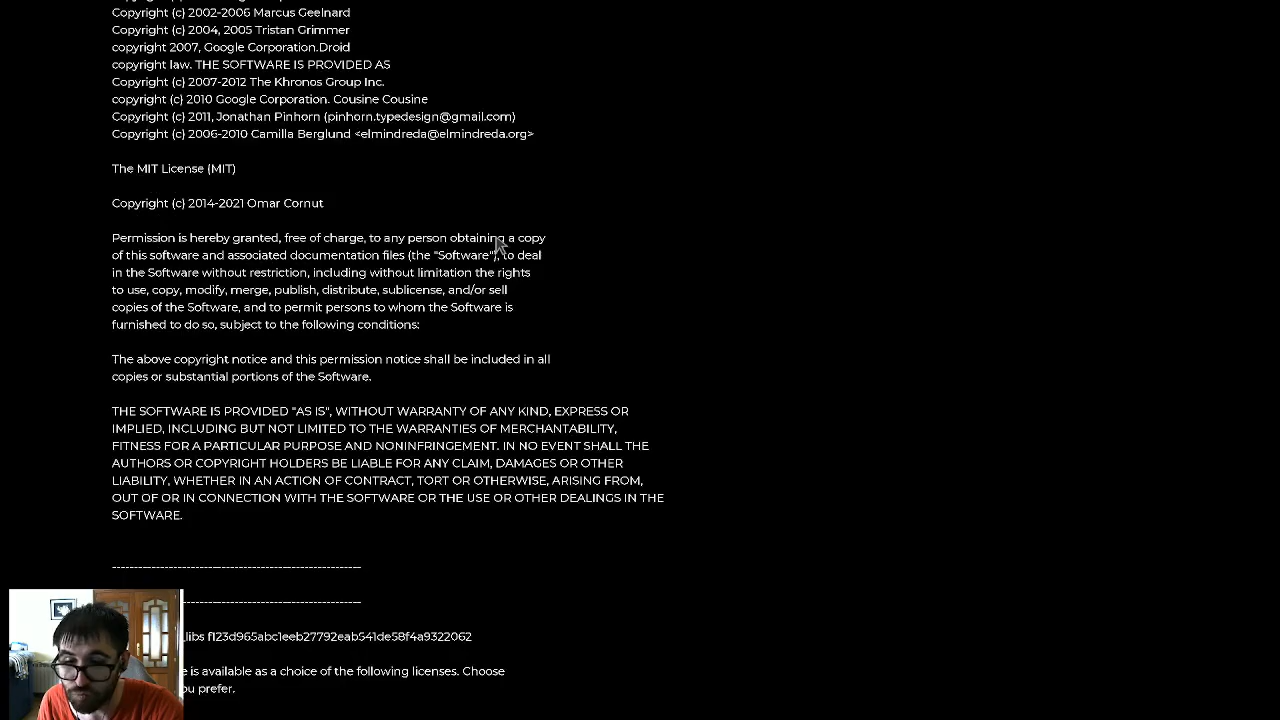 Copyright (c) 2002-2006 Marcus Geelnard
Copyright (c) 2004, 2005 Tristan Grimmer
copyright 2007, Google Corporation.Droid
copyright law. THE SOFTWARE IS PROVIDED AS
Copyright (c) 2007-2012 The Khronos Group Inc.
copyright (c) 2010 Google Corporation. Cousine Cousine
Copyright (c) 2011, Jonathan Pinhorn (pinhorn.typedesign@gmail.com)
Copyright (c) 2006-2010 Camilla Berglund <elmindreda@elmindreda.org>
The MIT License (MIT)
Copyright (c) 2014-2021 Omar Cornut
Permission is hereby granted, free of charge, to any person obtaining a copy
of this software and associated documentation files (the "Software"), to deal
in the Software without restriction, including without limitation the rights
to use, copy, modify, merge, publish, distribute, sublicense, and/or sell
copies of the Software, and to permit persons to whom the Software is
furnished to do so, subject to the following conditions:
The above copyright notice and this permission notice shall be included in all
copies or substantial portions of the Software.
THE SOFTWARE IS PROVIDED "AS IS", WITHOUT WARRANTY OF ANY KIND, EXPRESS OR
IMPLIED, INCLUDING BUT NOT LIMITED TO THE WARRANTIES OF MERCHANTABILITY,
FITNESS FOR A PARTICULAR PURPOSE AND NONINFRINGEMENT. IN NO EVENT SHALL THE
AUTHORS OR COPYRIGHT HOLDERS BE LIABLE FOR ANY CLAIM, DAMAGES OR OTHER
LIABILITY, WHETHER IN AN ACTION OF CONTRACT, TORT OR OTHERWISE, ARISING FROM,
OUT OF OR IN CONNECTION WITH THE SOFTWARE OR THE USE OR OTHER DEALINGS IN THE
SOFTWARE.
_libs f123d965abc1eeb27792eab541de58f4a9322062
e is available as a choice of the following licenses. Choose
ou prefer.